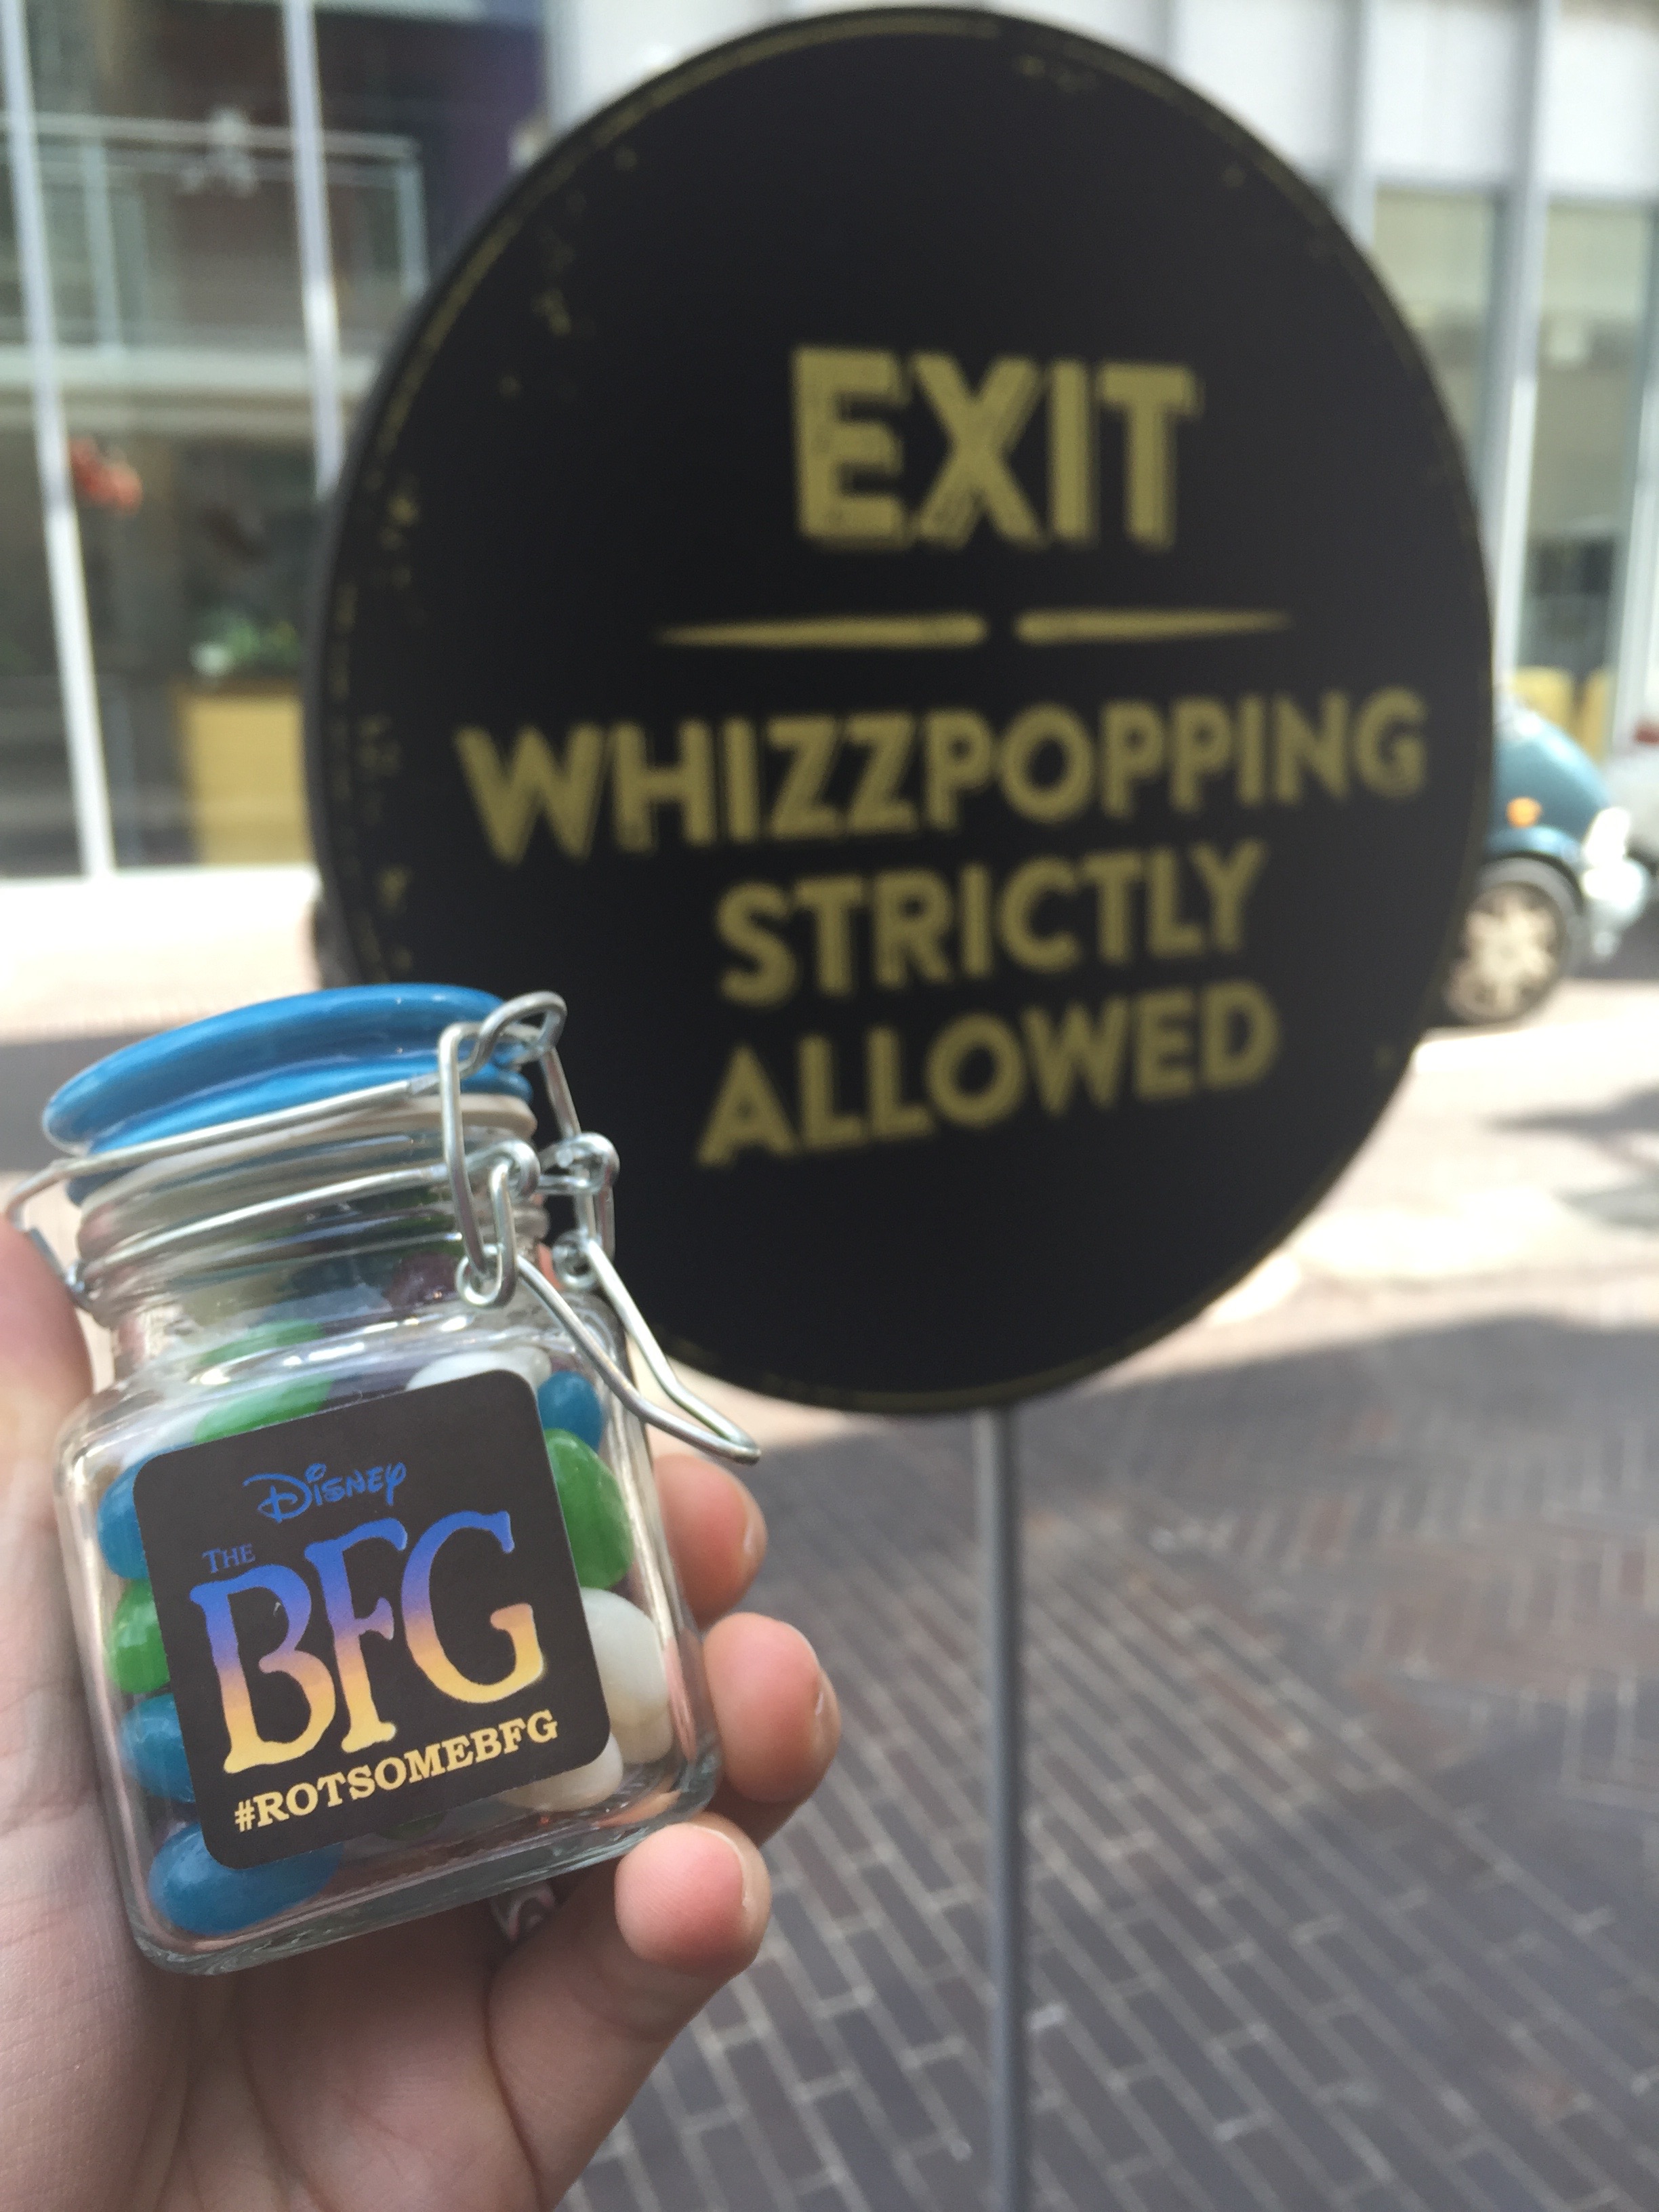 EXIT
WHIZZPOPPING
STRICTLY
ALLOWED
Disney
THE
BFG
#ROTSOMEBFG